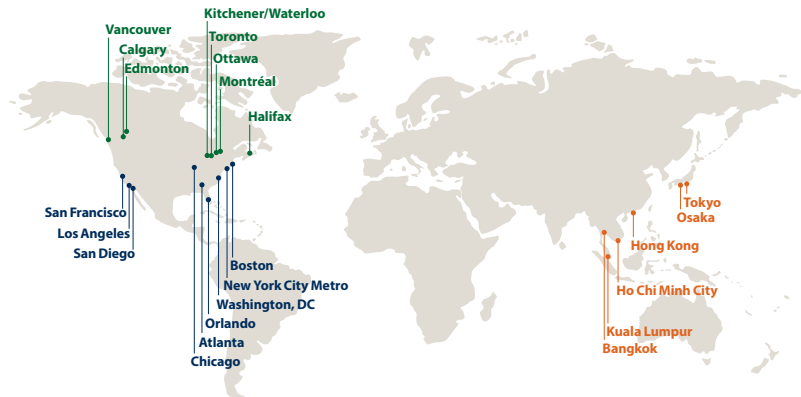 Kitchener/Waterloo
Vancouver
Toronto
Calgary
Ottawa
Edmonton
Montréal
Halifax
San Francisco
Los Angeles
San Diego
Boston
New York City Metro
Washington, DC
Orlando
Atlanta
Chicago
Tokyo
Osaka
Hong Kong
Ho Chi Minh City
Kuala Lumpur
Bangkok